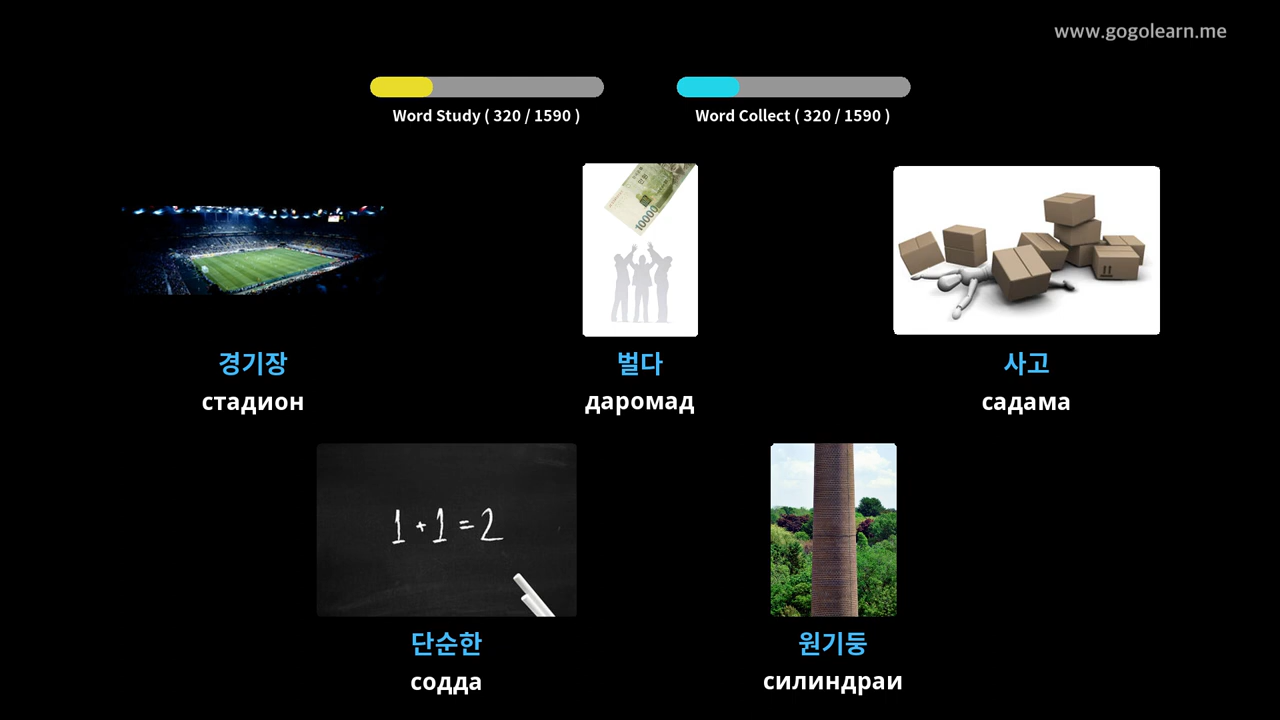 www.gogolearn.me
Word Study ( 320 / 1590 )
Word Collect ( 320 / 1590 )
10000
경기장
стадион
벌다
даромад
사고
садама
1 + 1 = 2
단순한
содда
원기둥
силиндраи